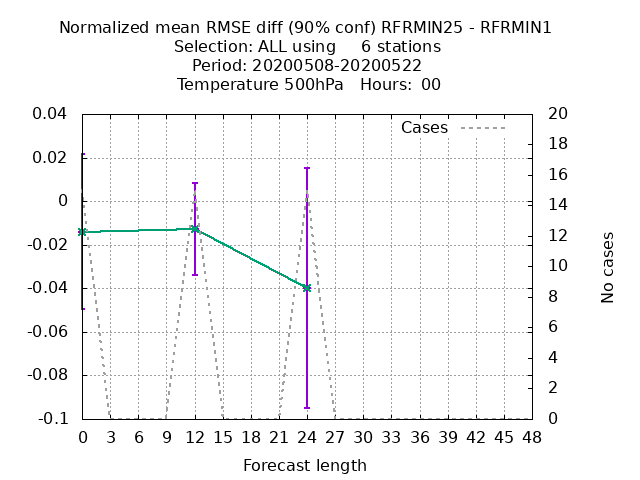 Normalized mean RMSE diff (90% conf) RFRMIN25 - RFRMIN1
Selection: ALL using     6 stations
Period: 20200508-20200522
Temperature 500hPa   Hours:  00
Cases
0.04
0.02
0
-0.02
-0.04
-0.06
-0.08
-0.1
20
18
16
14
12
10
8
6
4
2
0
No cases
0 3 6 9 12 15 18 21 24 27 30 33 36 39 42 45 48
Forecast length